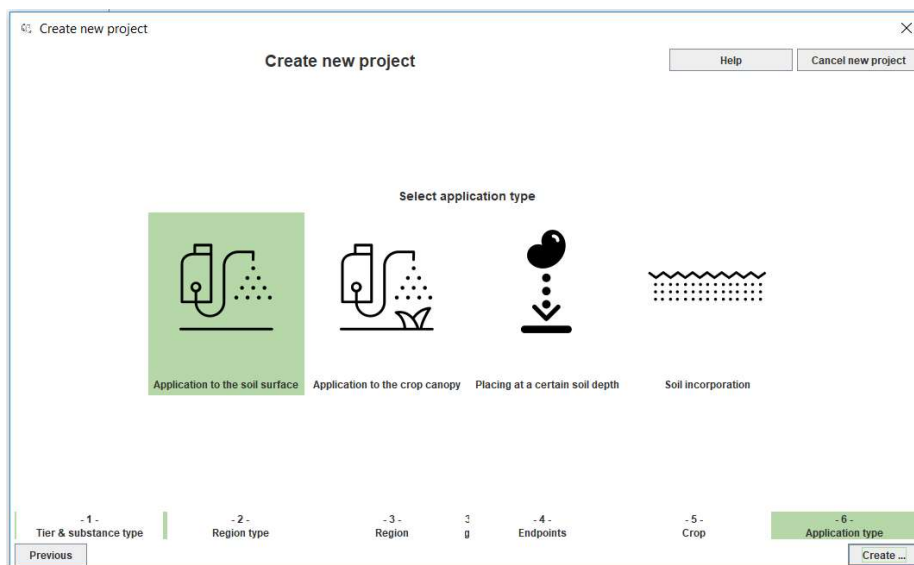 Create new project
Create new project
Help
Cancel new project
Select application type
Application to the soil surface
Application to the crop canopy
Placing at a certain soil depth
Soil incorporation
- 1 -
Tier & substance type
- 2 -
Region type
- 3 -
Region
3
g
- 4 -
Endpoints
- 5 -
Crop
- 6 -
Application type
Previous
Create ...